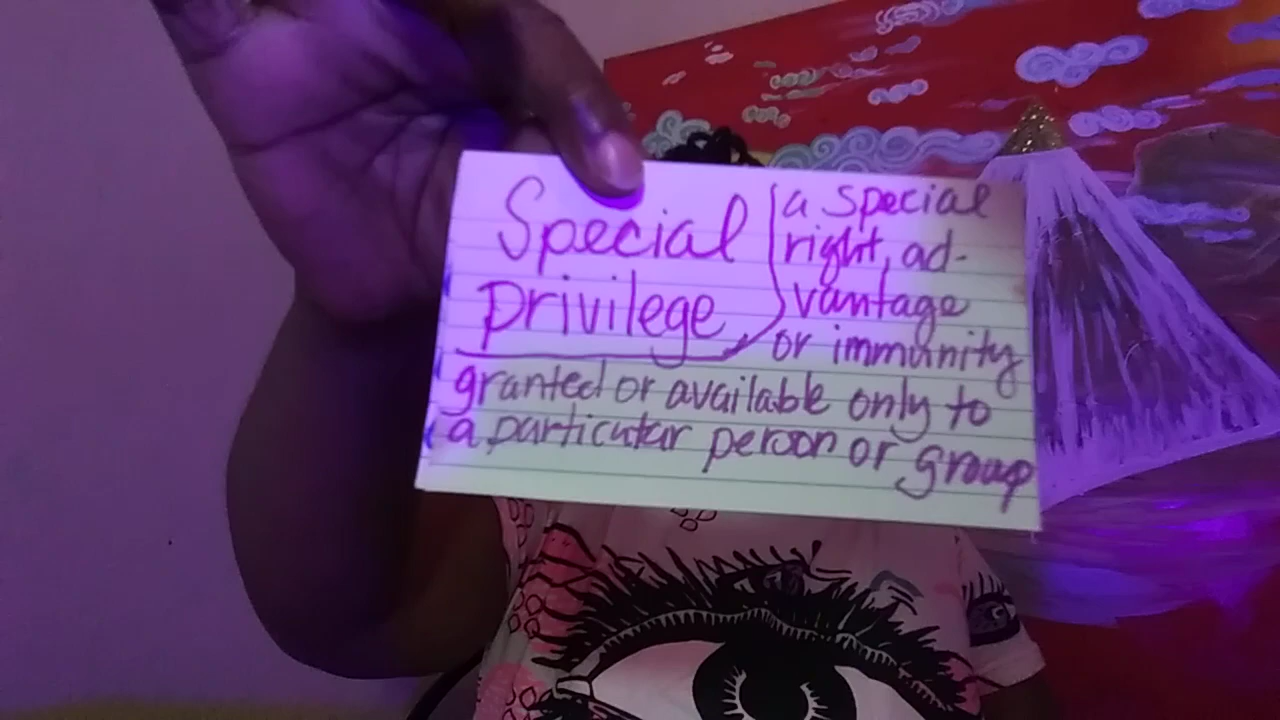 Special
privilege
a special
right, ad-
vantage
or immunity
granted or available only to
a particular person or group